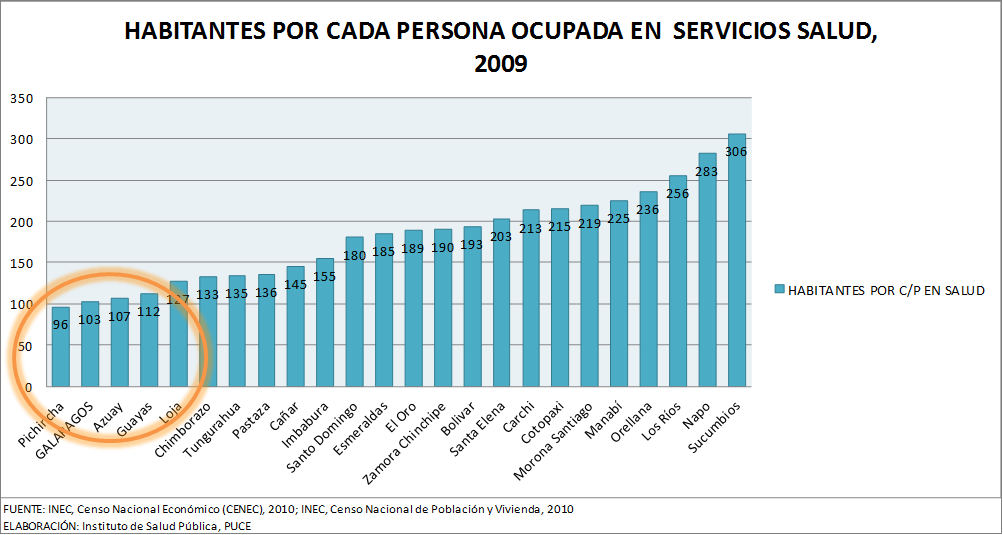 HABITANTES POR CADA PERSONA OCUPADA EN SERVICIOS SALUD,
2009
350
300
250
200
150
100
50
0
96
103
107
112
127
133
135
136
145
155
180
185
189
190
193
203
213
215
219
225
236
256
283
306
Pichircha
GALAPAGOS
Azuay
Guayas
Loja
Chimborazo
Tungurahua
Pastaza
Cañar
Imbabura
Santo Domingo
Esmeraldas
El Oro
Zamora Chinchipe
Bolivar
Santa Elena
Carchi
Cotopaxi
Morona Santiago
Manabí
Orellana
Los Ríos
Napo
Sucumbios
HABITANTES POR C/P EN SALUD
FUENTE: INEC, Censo Nacional Económico (CENEC), 2010; INEC, Censo Nacional de Población y Vivienda, 2010
ELABORACIÓN: Instituto de Salud Pública, PUCE